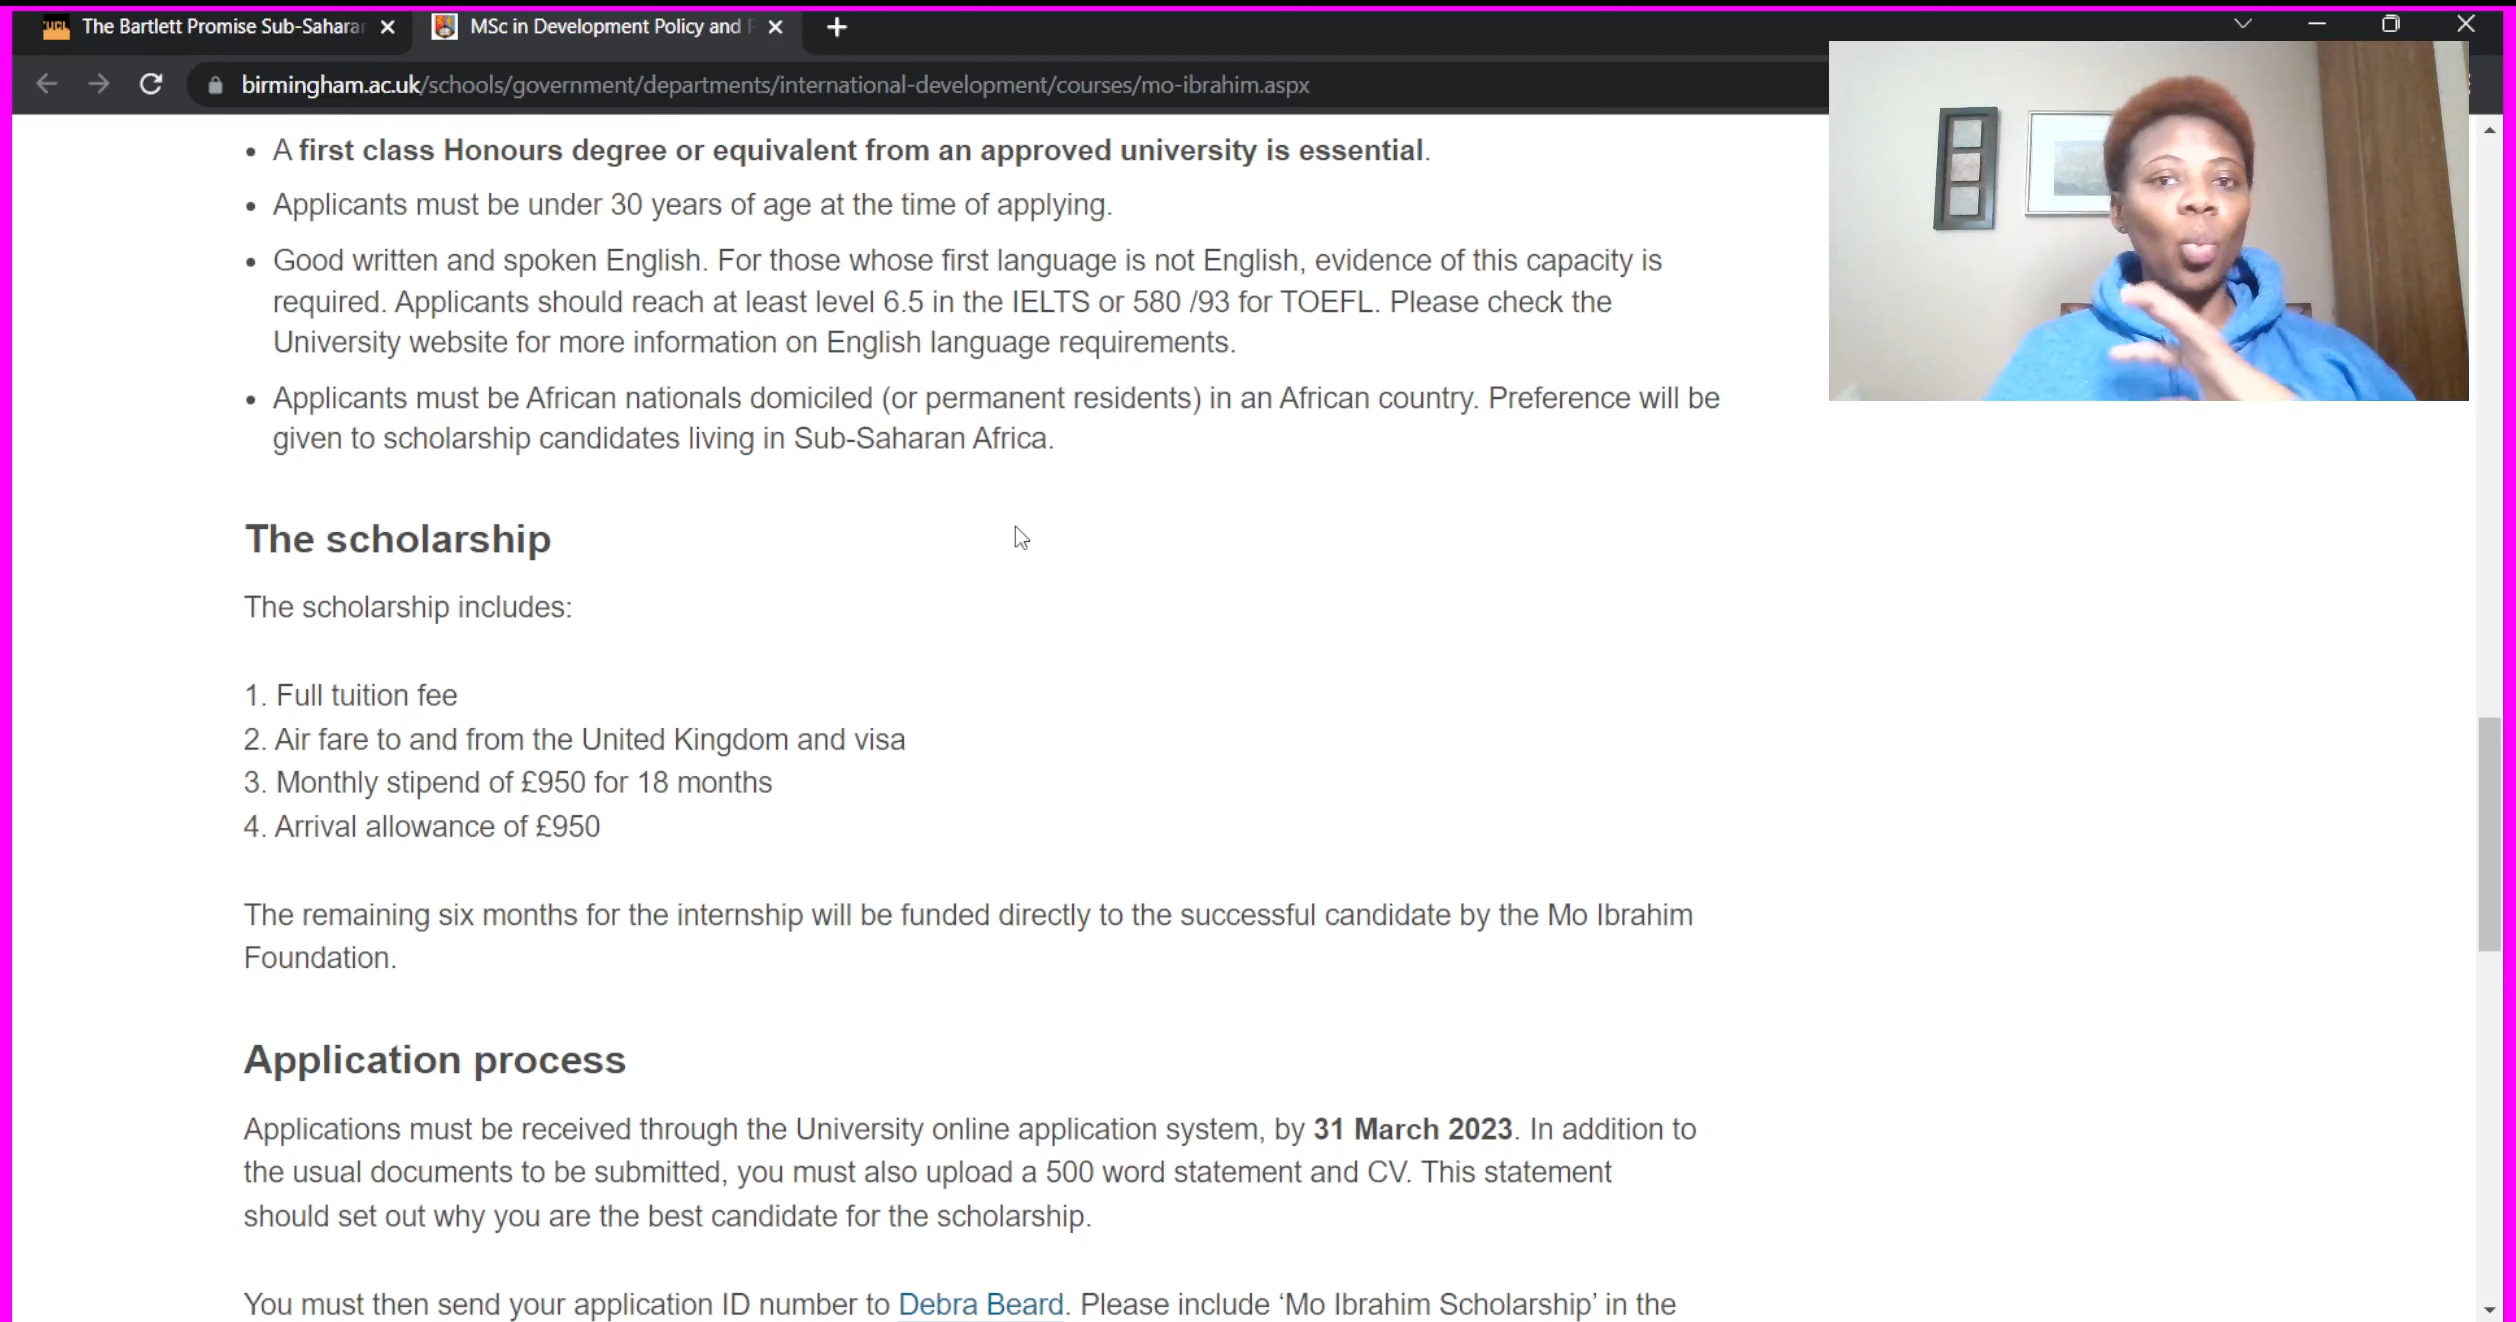 The Bartlett Promise Sub-Saharan
MSc in Development Policy and
birmingham.ac.uk/schools/government/departments/international-development/courses/mo-ibrahim.aspx
• A first class Honours degree or equivalent from an approved university is essential.
• Applicants must be under 30 years of age at the time of applying.
• Good written and spoken English. For those whose first language is not English, evidence of this capacity is
required. Applicants should reach at least level 6.5 in the IELTS or 580 /93 for TOEFL. Please check the
University website for more information on English language requirements.
• Applicants must be African nationals domiciled (or permanent residents) in an African country. Preference will be
given to scholarship candidates living in Sub-Saharan Africa.
The scholarship
The scholarship includes:
1. Full tuition fee
2. Air fare to and from the United Kingdom and visa
3. Monthly stipend of £950 for 18 months
4. Arrival allowance of £950
The remaining six months for the internship will be funded directly to the successful candidate by the Mo Ibrahim
Foundation.
Application process
Applications must be received through the University online application system, by 31 March 2023. In addition to
the usual documents to be submitted, you must also upload a 500 word statement and CV. This statement
should set out why you are the best candidate for the scholarship.
You must then send your application ID number to Debra Beard. Please include ‘Mo Ibrahim Scholarship’ in the